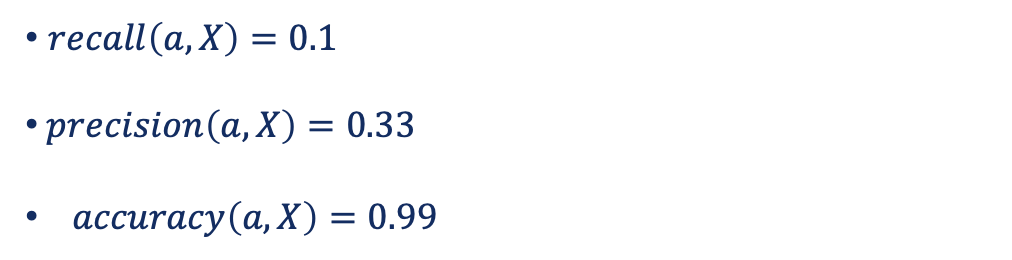 • recall(a, X) = 0.1
• precision(a, X) = 0.33
• accuracy(a, X) = 0.99